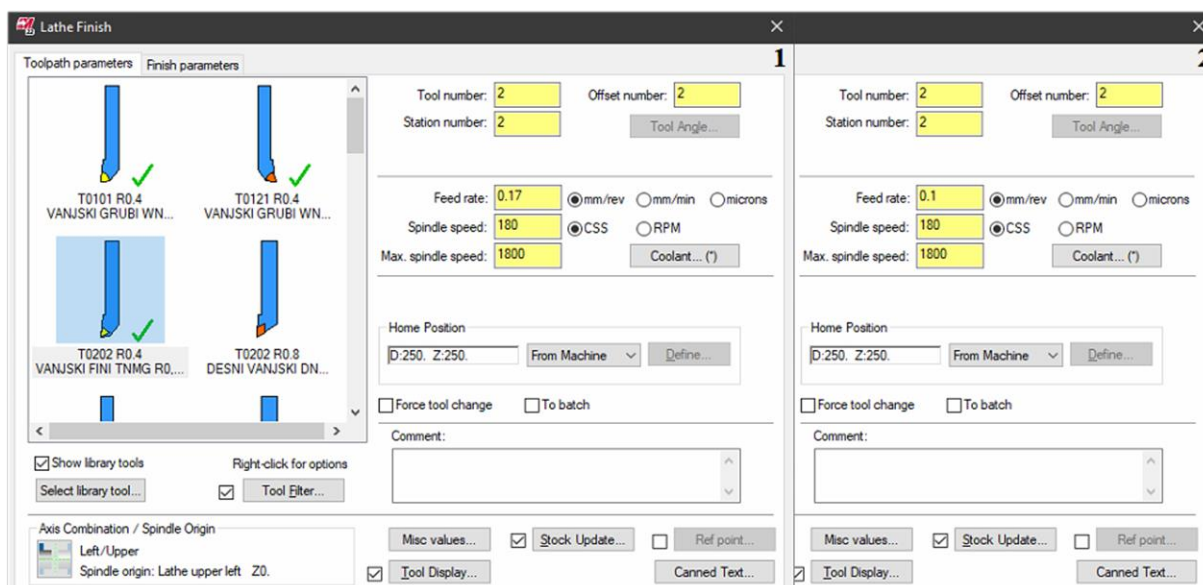 Lathe Finish
Toolpath parameters
Finish parameters
1
T0101 R0.4
VANJSKI GRUBI WN...
T0121 R0.4
VANJSKI GRUBI WN...
T0202 R0.4
VANJSKI FINI TNMG R0,...
T0202 R0.8
DESNI VANJSKI DN...
Show library tools
Right-click for options
Select library tool...
Tool Filter...
Axis Combination / Spindle Origin
Left/Upper
Spindle origin: Lathe upper left Z0.
Tool number: 2 Offset number: 2
Station number: 2 Tool Angle...
Feed rate: 0.17 mm/rev mm/min microns
Spindle speed: 180 CSS RPM
Max. spindle speed: 1800 Coolant... (*)
Home Position
D:250. Z:250. From Machine Define...
Force tool change To batch
Comment:
Misc values... Stock Update... Ref point...
Tool Display... Canned Text...
2
Tool number: 2 Offset number: 2
Station number: 2 Tool Angle...
Feed rate: 0.1 mm/rev mm/min microns
Spindle speed: 180 CSS RPM
Max. spindle speed: 1800 Coolant... (*)
Home Position
D:250. Z:250. From Machine Define...
Force tool change To batch
Comment:
Misc values... Stock Update... Ref point...
Tool Display... Canned Text...